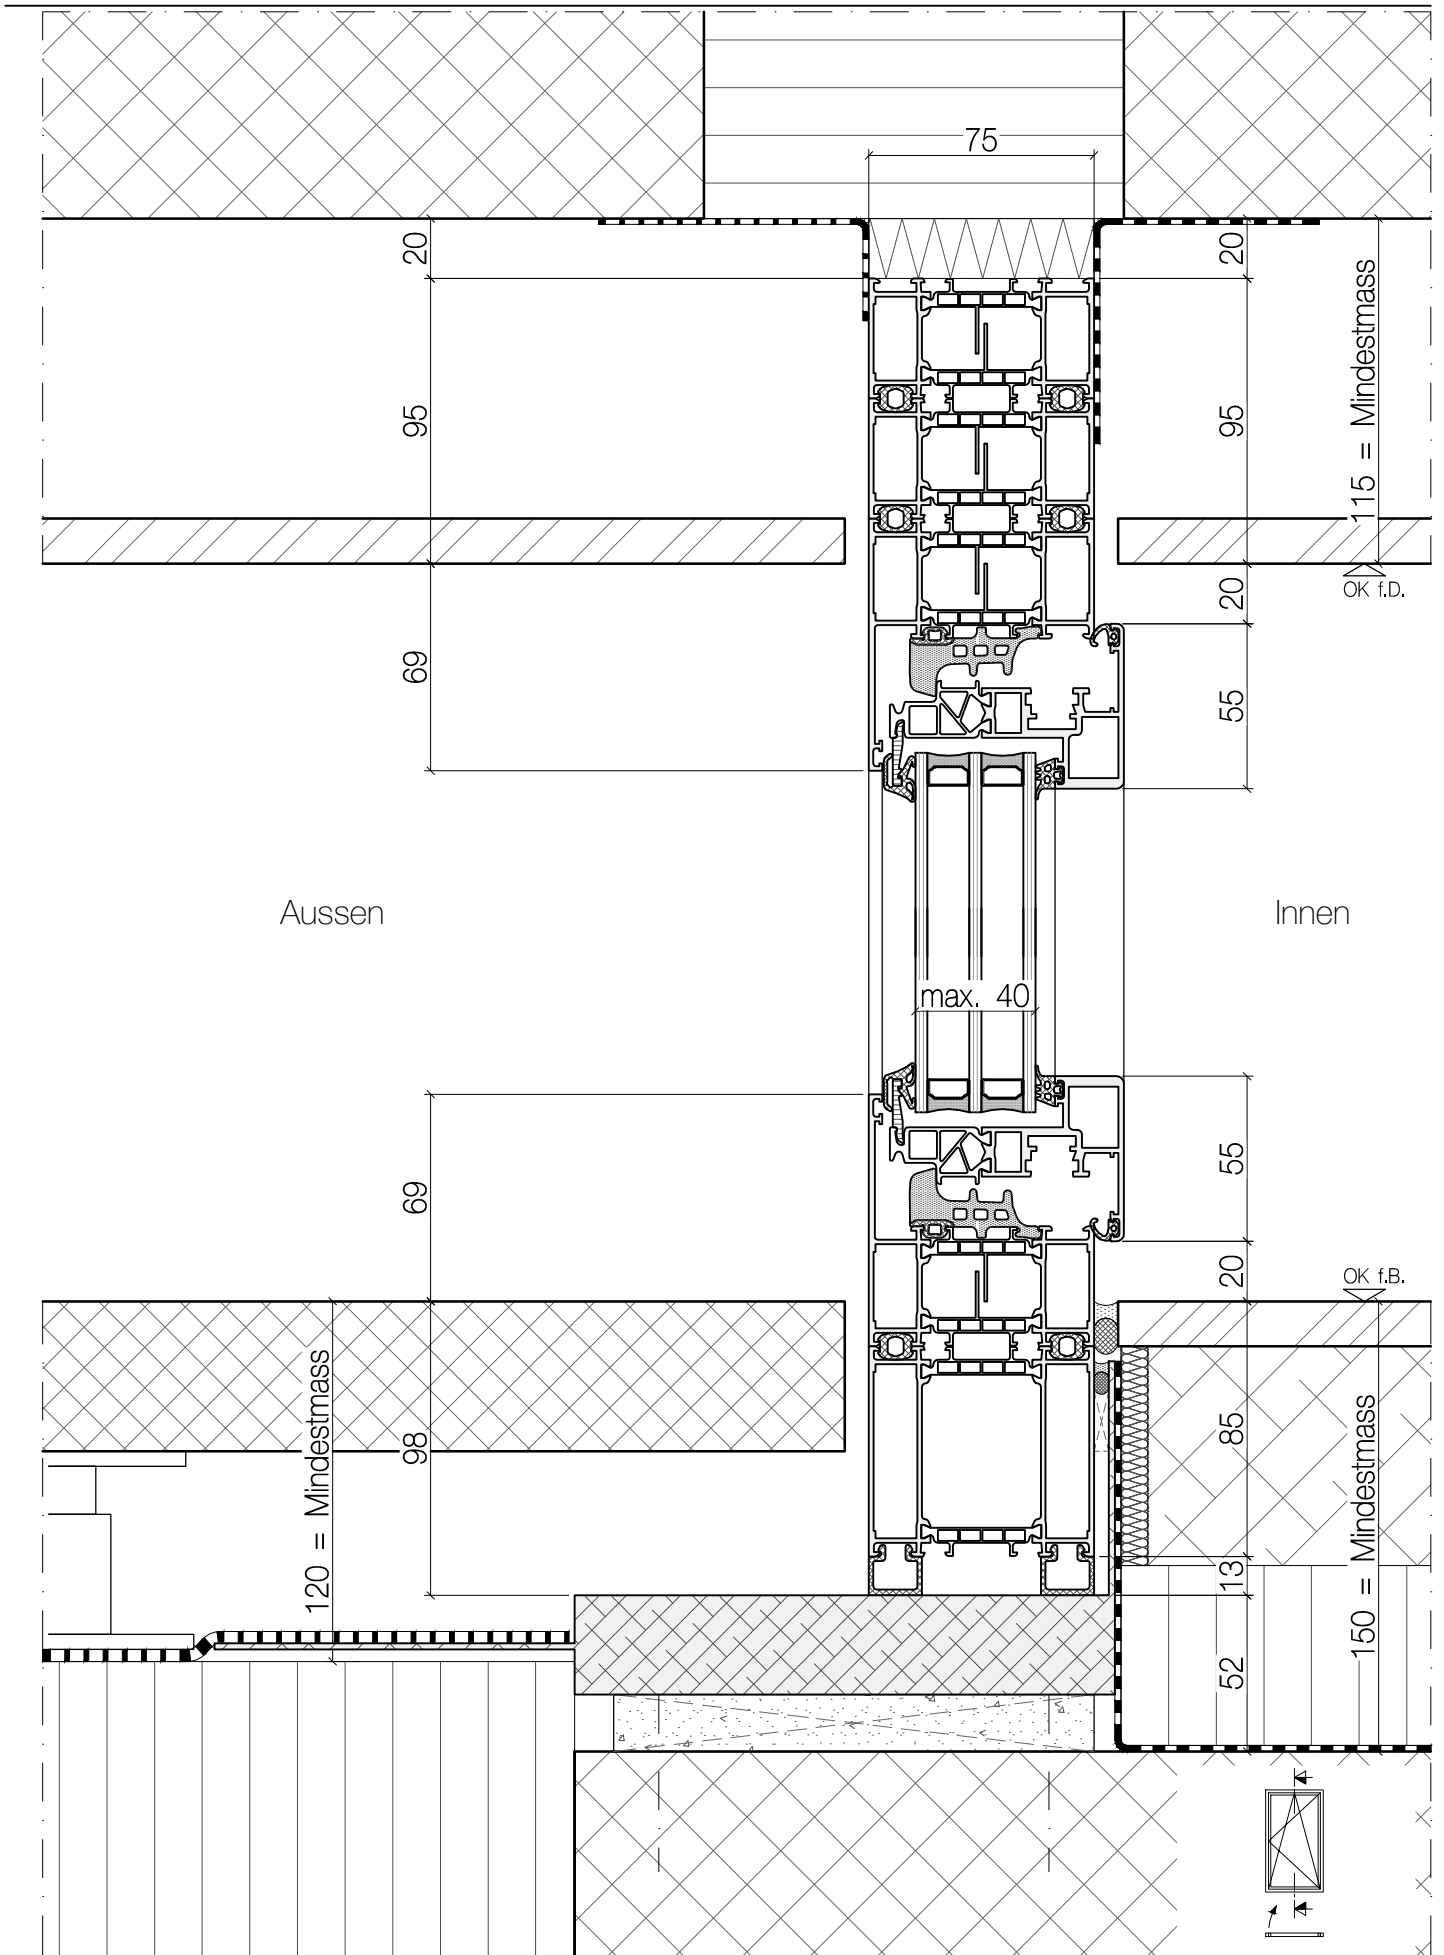 75
20
20
115 = Mindestmass
95
95
OK f.D.
20
69
55
Aussen
Innen
max. 40
55
69
20
OK f.B.
120 = Mindestmass
98
85
150 = Mindestmass
13
52